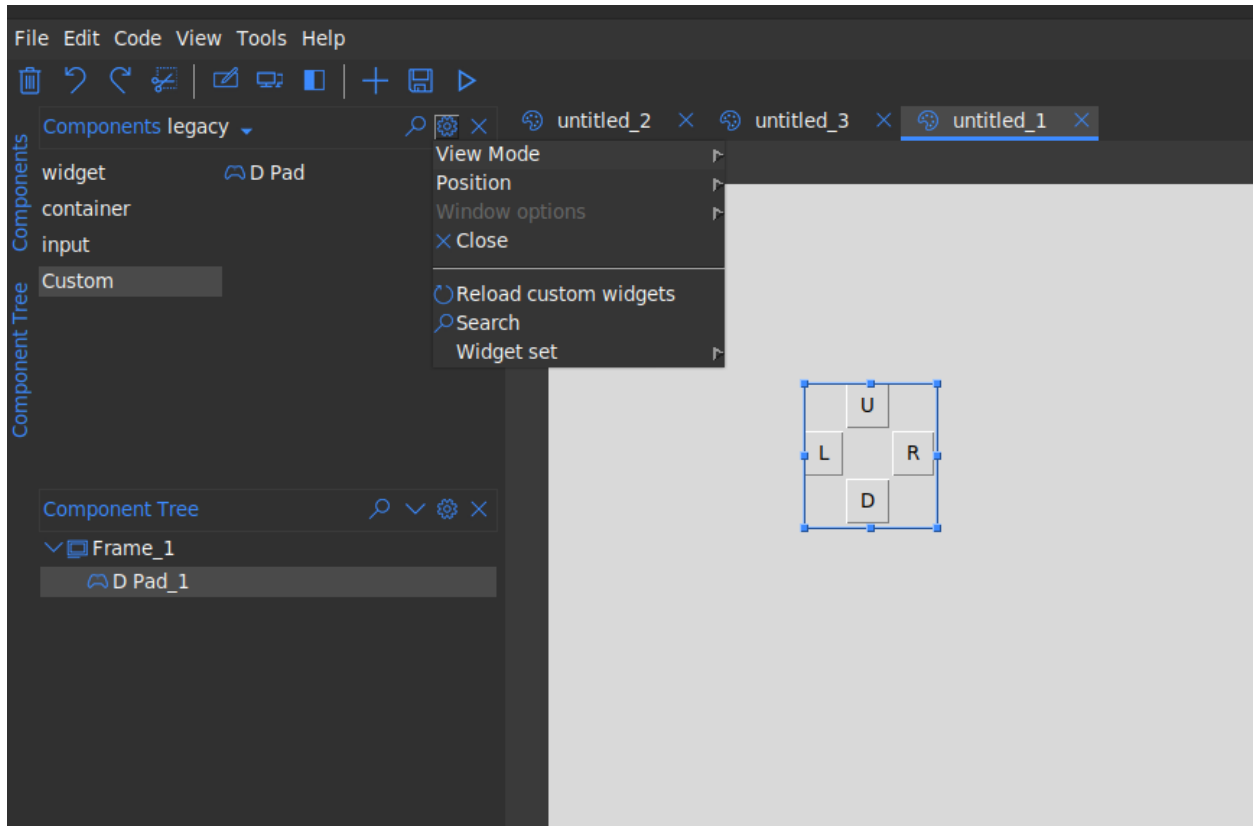 File Edit Code View Tools Help
Components legacy
untitled_2
untitled_3
untitled_1
Components
Component Tree
widget
D Pad
container
input
Custom
View Mode
Position
Window options
Close
Reload custom widgets
Search
Widget set
U
L
R
D
Component Tree
Frame_1
D Pad_1